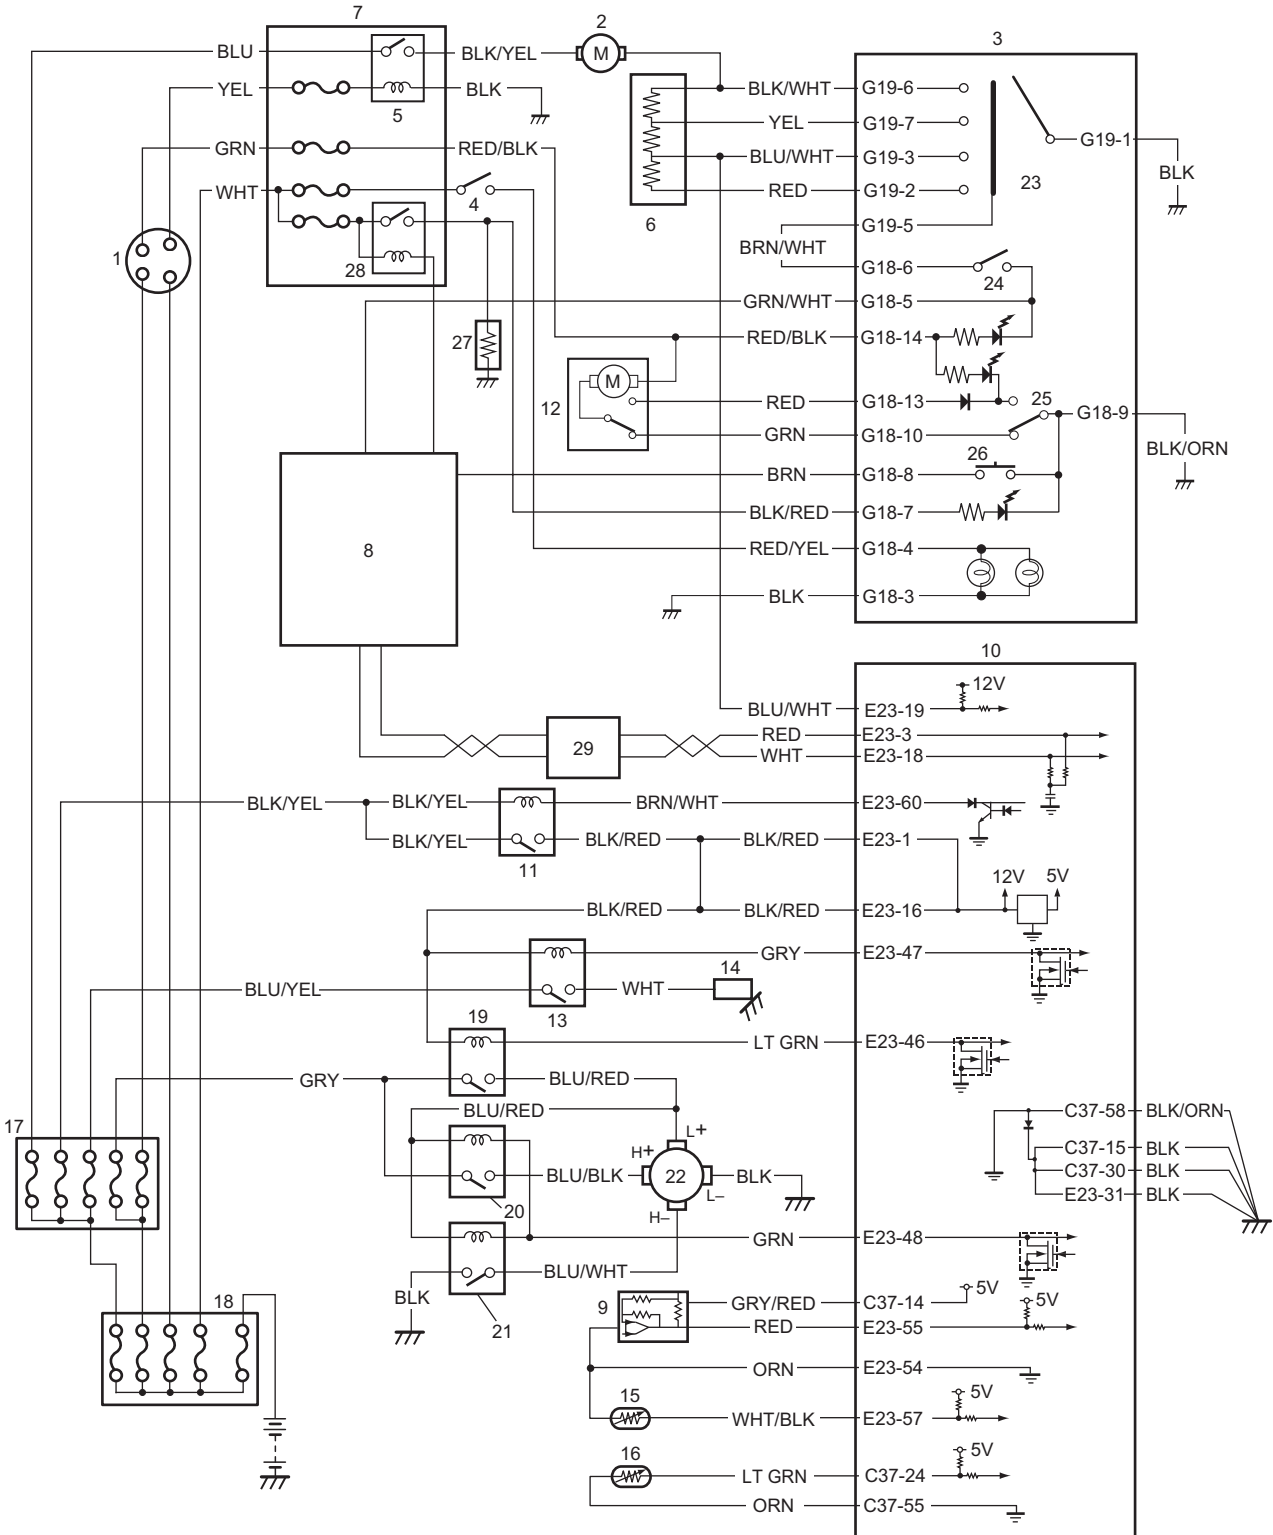 7
2
3
BLU
BLK/YEL
M
YEL
BLK
5
BLK/WHT
G19-6
YEL
G19-7
G19-1
GRN
RED/BLK
BLU/WHT
G19-3
BLK
WHT
4
RED
G19-2
23
6
G19-5
BRN/WHT
1
28
G18-6
24
GRN/WHT
G18-5
27
RED/BLK
G18-14
12
M
RED
G18-13
25
G18-9
GRN
G18-10
BLK/ORN
26
BRN
G18-8
BLK/RED
G18-7
8
RED/YEL
G18-4
BLK
G18-3
10
12V
BLU/WHT
E23-19
RED
E23-3
29
WHT
E23-18
BLK/YEL
BLK/YEL
BRN/WHT
E23-60
BLK/YEL
BLK/RED
BLK/RED
E23-1
11
12V
5V
BLK/RED
BLK/RED
E23-16
GRY
E23-47
14
BLU/YEL
WHT
13
19
LT GRN
E23-46
GRY
BLU/RED
BLU/RED
C37-58
BLK/ORN
17
L+
H+
C37-15
BLK
C37-30
BLK
BLU/BLK
22
BLK
L–
E23-31
BLK
20
H–
GRN
E23-48
BLU/WHT
BLK
5V
18
9
GRY/RED
C37-14
5V
21
RED
E23-55
ORN
E23-54
15
5V
WHT/BLK
E23-57
16
5V
LT GRN
C37-24
ORN
C37-55